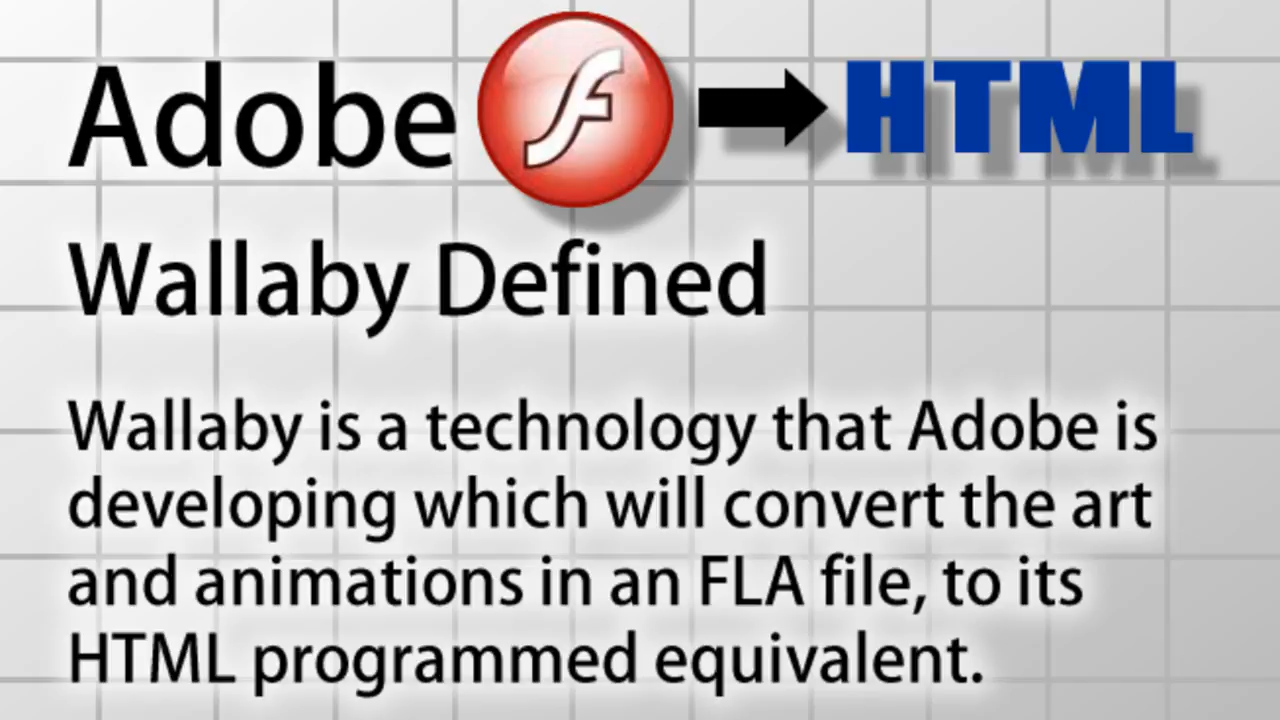 Adobe HTML
Wallaby Defined
Wallaby is a technology that Adobe is
developing which will convert the art
and animations in an FLA file, to its
HTML programmed equivalent.